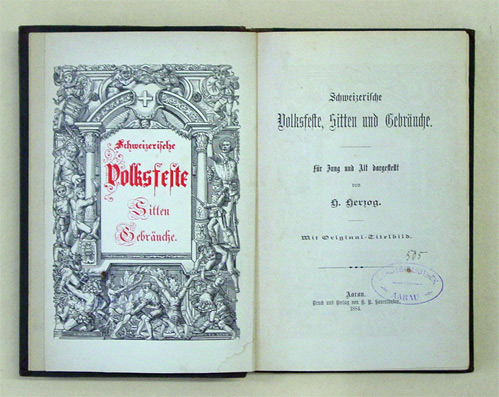 Schweizerische
Volksfeste
Sitten
Gebräuche.
Schweizerische
Volksfeste, Sitten und Gebräuche.
Für Jung und Alt dargestellt
von
H. Herzog.
Mit Original-Titelbild.
505
AARAU
Aarau.
Druck und Verlag von H. R. Sauerländer.
1884.